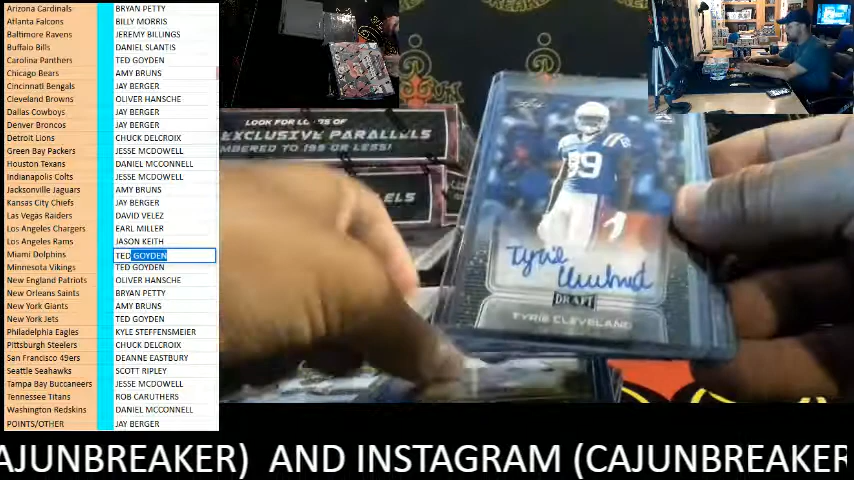 Arizona Cardinals BRYAN PETTY
Atlanta Falcons BILLY MORRIS
Baltimore Ravens JEREMY BILLINGS
Buffalo Bills DANIEL SLANTIS
Carolina Panthers TED GOYDEN
Chicago Bears AMY BRUNS
Cincinnati Bengals JAY BERGER
Cleveland Browns OLIVER HANSCHE
Dallas Cowboys JAY BERGER
Denver Broncos JAY BERGER
Detroit Lions CHUCK DELCROIX
Green Bay Packers JESSE MCDOWELL
Houston Texans DANIEL MCCONNELL
Indianapolis Colts JESSE MCDOWELL
Jacksonville Jaguars AMY BRUNS
Kansas City Chiefs JAY BERGER
Las Vegas Raiders DAVID VELEZ
Los Angeles Chargers EARL MILLER
Los Angeles Rams JASON KEITH
Miami Dolphins TED GOYDEN
Minnesota Vikings TED GOYDEN
New England Patriots OLIVER HANSCHE
New Orleans Saints BRYAN PETTY
New York Giants AMY BRUNS
New York Jets TED GOYDEN
Philadelphia Eagles KYLE STEFFENSMEIER
Pittsburgh Steelers CHUCK DELCROIX
San Francisco 49ers DEANNE EASTBURY
Seattle Seahawks SCOTT RIPLEY
Tampa Bay Buccaneers JESSE MCDOWELL
Tennessee Titans ROB CARUTHERS
Washington Redskins DANIEL MCCONNELL
POINTS/OTHER JAY BERGER
LOOK FOR
EXCLUSIVE PARALLELS
NUMBERED TO 199 OR LESS!
89
Tyrie Cleveland
DRAFT
TYRIE CLEVELAND
AJUNBREAKER) AND INSTAGRAM (CAJUNBREAKER